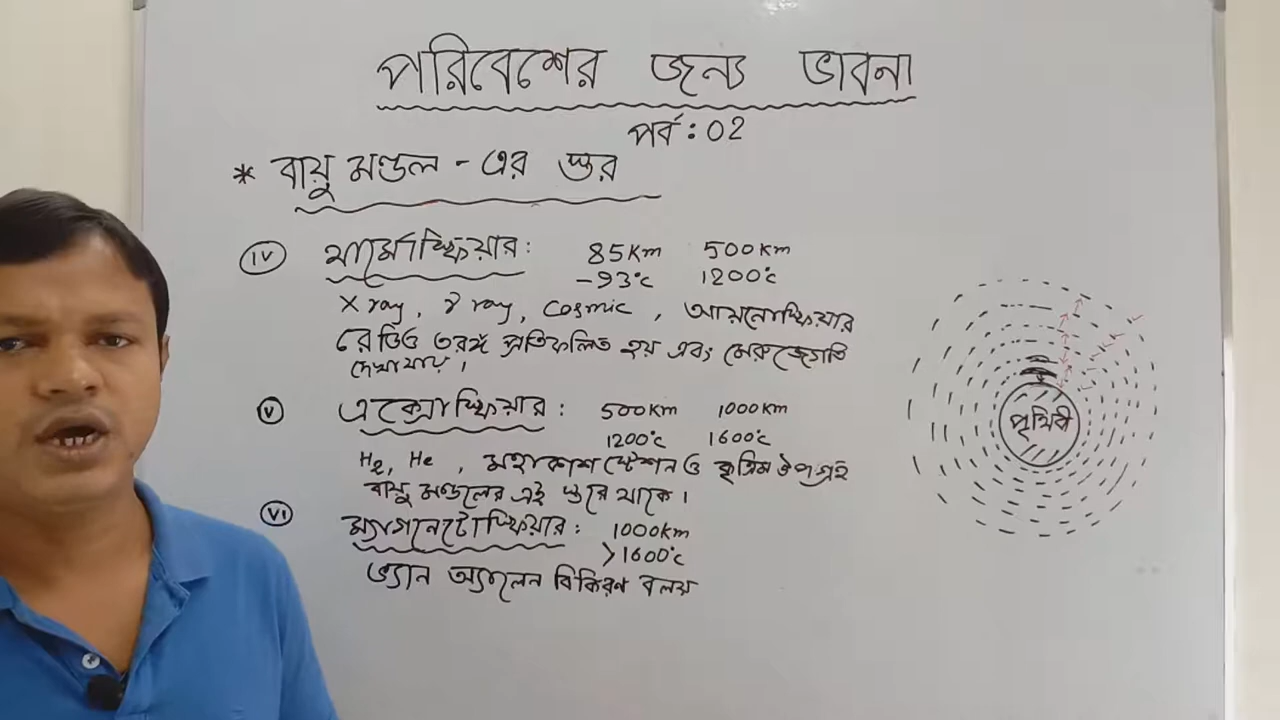 পরিবেশের জন্য ভাবনা
পর্ব : 02
* বায়ু মণ্ডল - এর স্তর
IV থার্মোস্ফিয়ার : 85Km 500km
-93°c 1200°c
X ray, γ ray, Cosmic, আয়নোস্ফিয়ার
রেডিও তরঙ্গ প্রতিফলিত হয় এবং মেরুজ্যোতি
দেখা যায়।
V এক্সোস্ফিয়ার : 500Km 1000km
1200°c 1600°c
H2, He, মহাকাশ স্টেশন ও কৃত্রিম উপগ্রহ
বায়ু মণ্ডলের এই স্তরে থাকে।
VI ম্যাগনেটোস্ফিয়ার : 1000km
>1600°c
ভ্যান অ্যালেন বিকিরণ বলয়
পৃথিবী